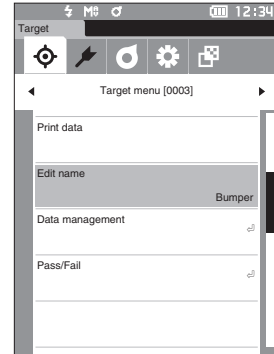 12:34
Target
Target menu [0003]
Print data
Edit name
Bumper
Data management
Pass/Fail